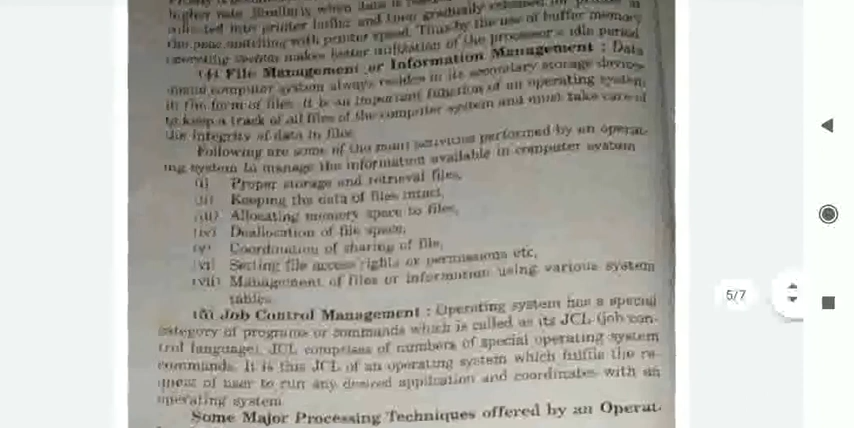 higher rate. Similarly when data is
collected into printer buffer and then gradually released for
the pace matching with printer speed. Thus by the use of buffer memory
operating system makes better utilization of the processor's idle period
(4) File Management or Information Management : Data
computer system always resides in its secondary storage devices
in the form of files. It is an important function of an operating system
to keep a track of all files of the computer system and must take care of
the integrity of data in files.
Following are some of the main activities performed by an operat-
ing system to manage the information available in computer system
(i) Proper storage and retrieval files,
(ii) Keeping the data of files intact,
(iii) Allocating memory space to files,
(iv) Deallocation of file space,
(v) Coordination of sharing of file,
(vi) Setting file access rights or permissions etc,
(vii) Management of files or information using various system
tables.
(5) Job Control Management : Operating system has a special
category of programs or commands which is called as its JCL (job con-
trol language). JCL comprises of numbers of special operating system
commands. It is this JCL of an operating system which fulfils the re-
quest of user to run any desired application and coordinates with an
operating system
Some Major Processing Techniques offered by an Operat-
5/7